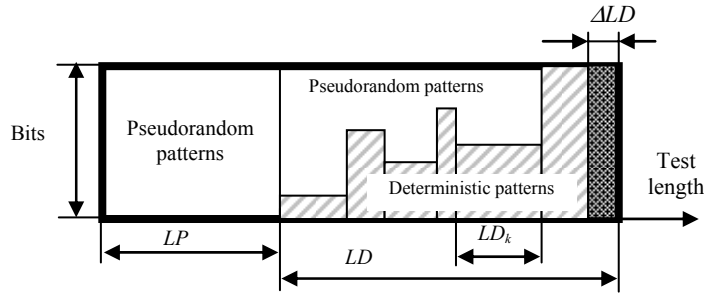 ΔLD
Pseudorandom patterns
Bits
Pseudorandom
patterns
Deterministic patterns
Test
length
LP
LDk
LD